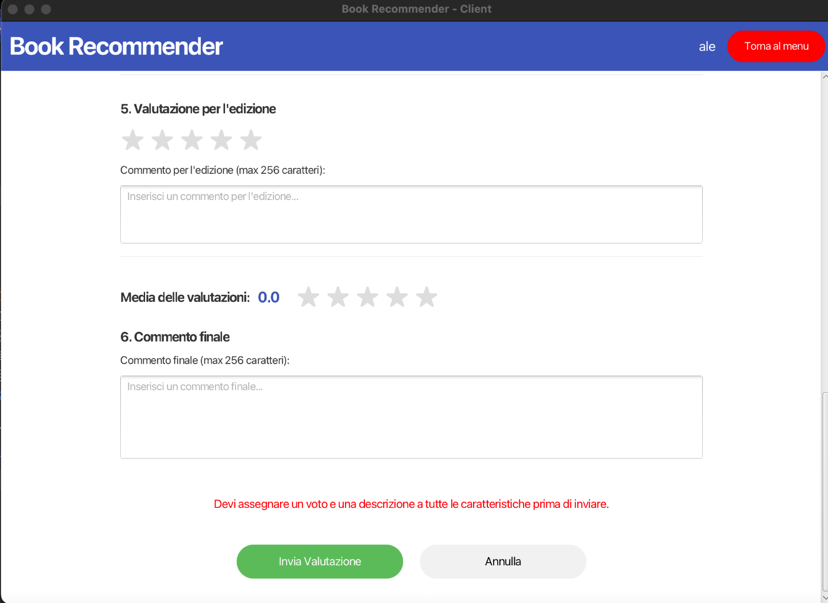 Book Recommender - Client
Book Recommender
ale
Torna al menu
5. Valutazione per l'edizione
Commento per l'edizione (max 256 caratteri):
Inserisci un commento per l'edizione...
Media delle valutazioni: 0.0
6. Commento finale
Commento finale (max 256 caratteri):
Inserisci un commento finale...
Devi assegnare un voto e una descrizione a tutte le caratteristiche prima di inviare.
Invia Valutazione
Annulla